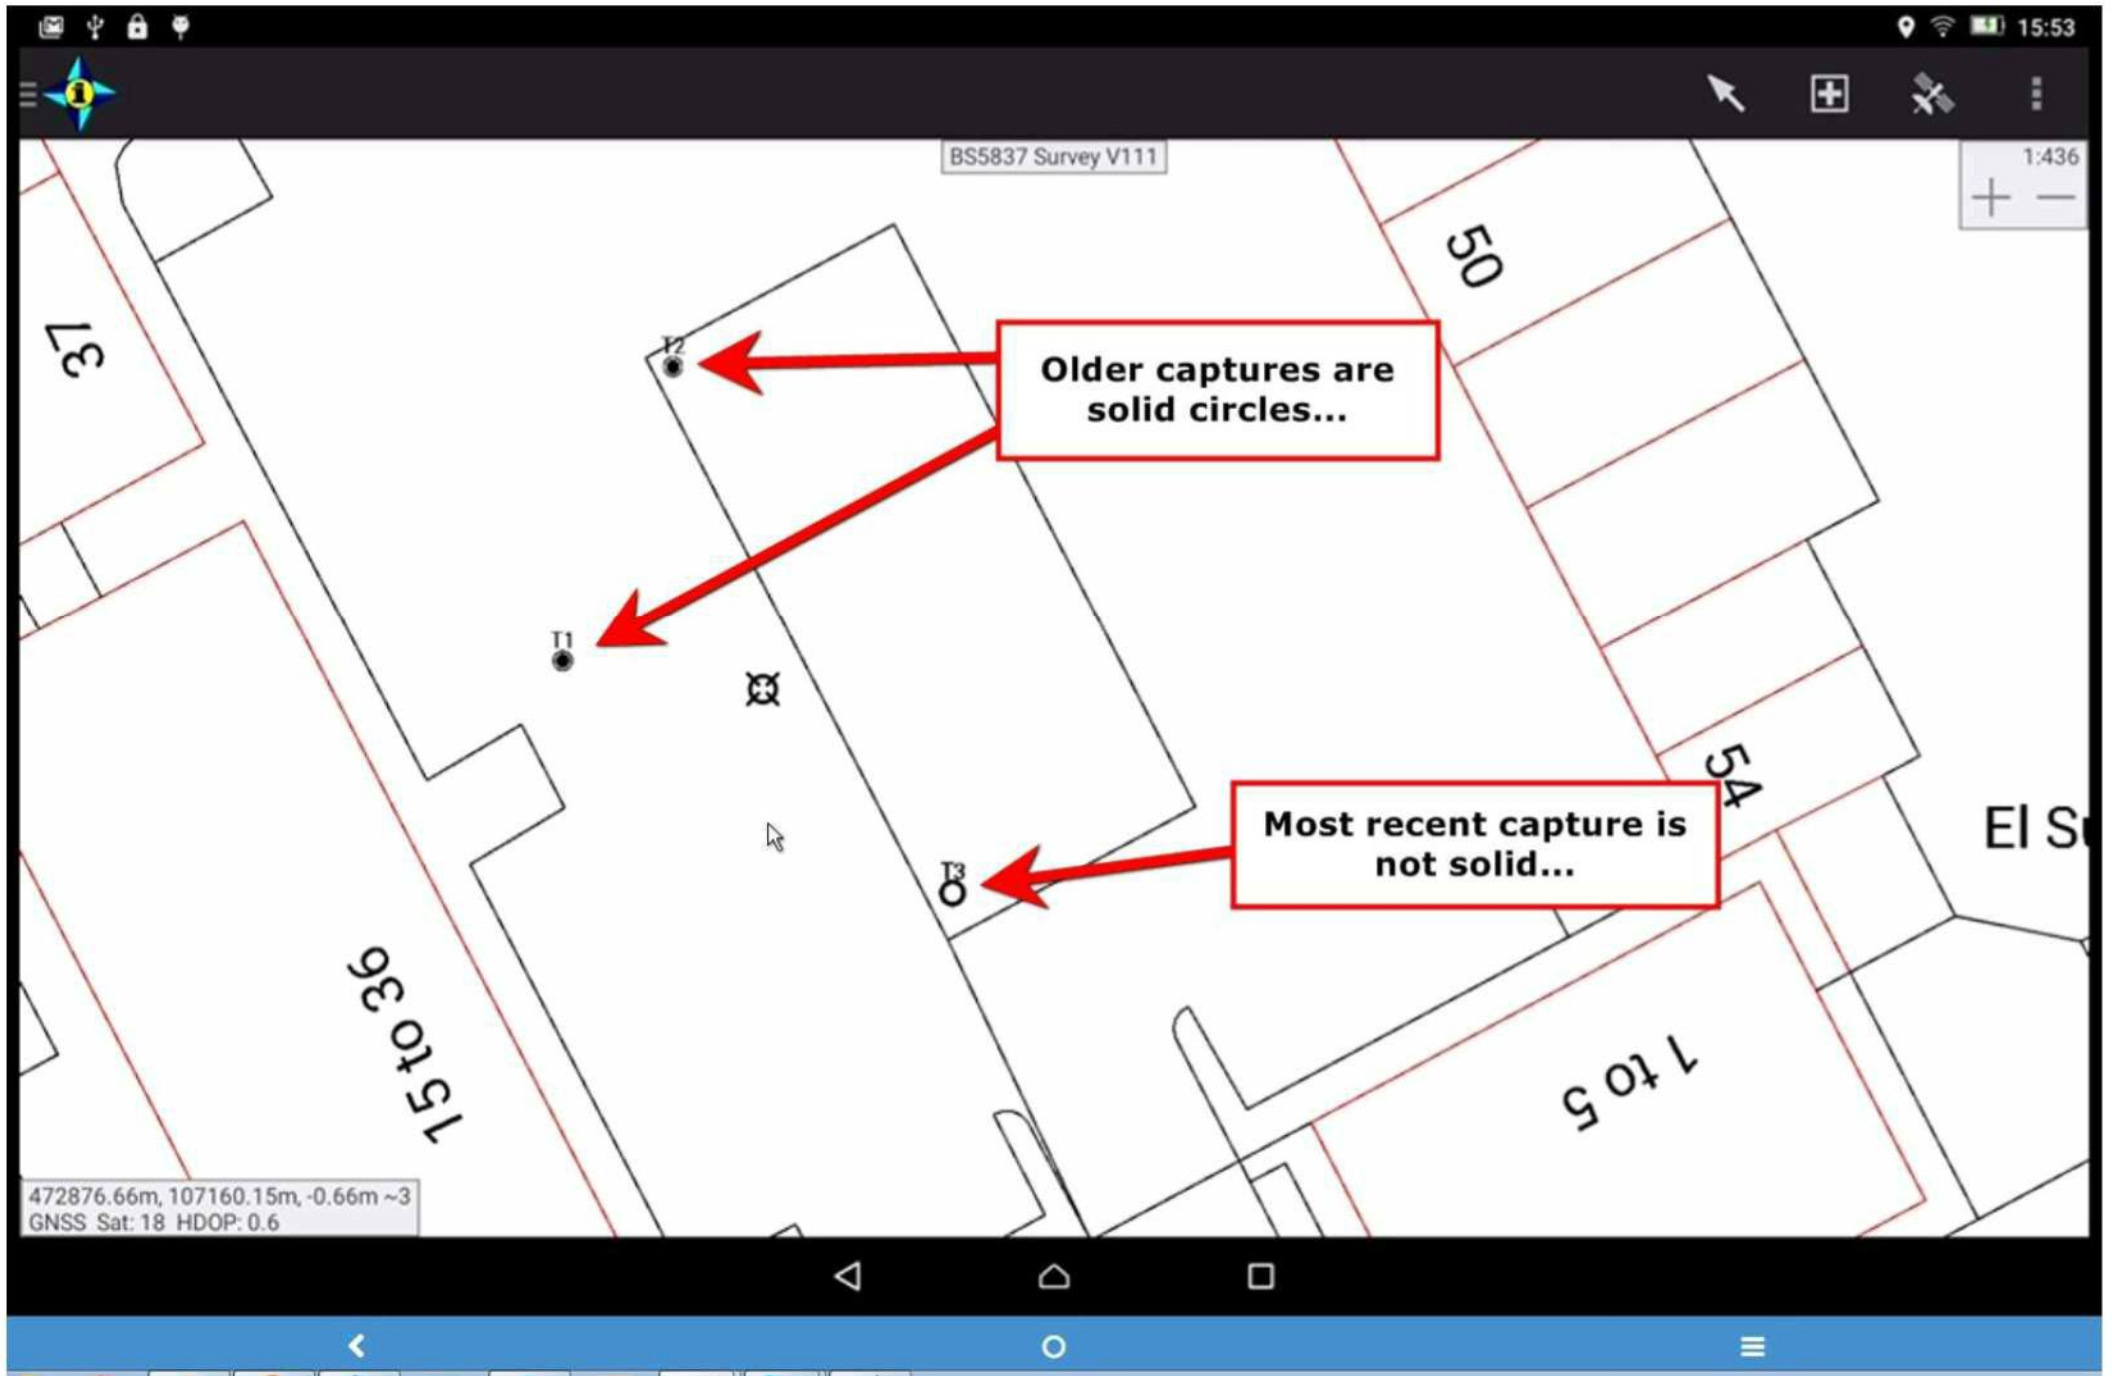 15:53
BS5837 Survey V111
1:436
50
37
T2
Older captures are
solid circles...
T1
54
Most recent capture is
not solid...
El Su
T3
15 to 36
1 to 5
472876.66m, 107160.15m, -0.66m ~3
GNSS Sat: 18 HDOP: 0.6